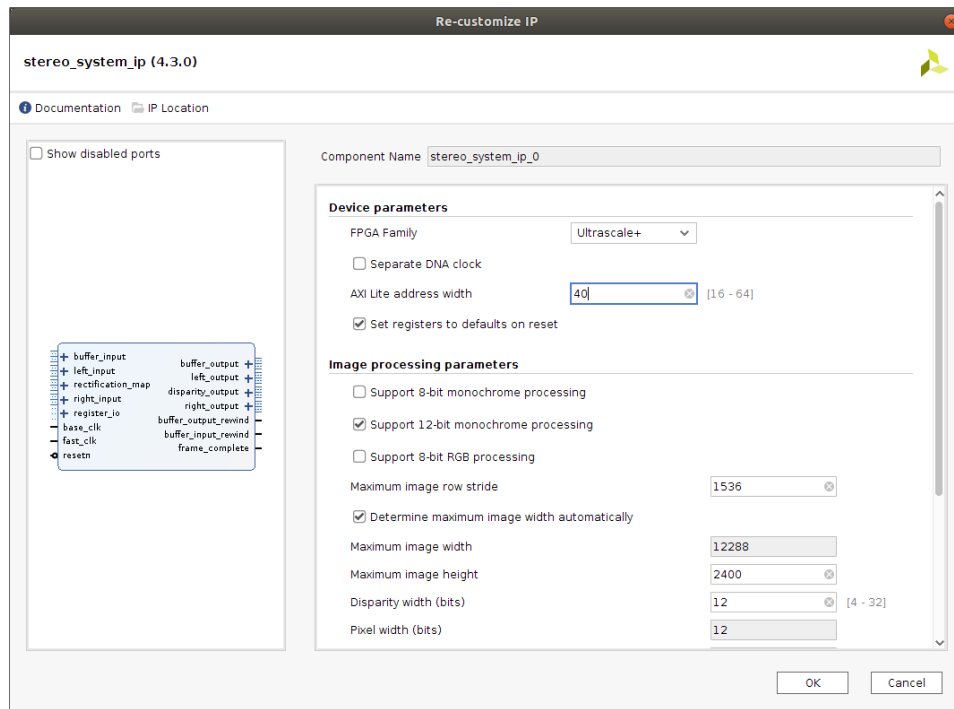 Re-customize IP
stereo_system_ip (4.3.0)
Documentation IP Location
Show disabled ports
buffer_input
left_input
rectification_map
right_input
register_io
base_clk
fast_clk
resetn
buffer_output
left_output
disparity_output
right_output
buffer_output_rewind
buffer_input_rewind
frame_complete
Component Name stereo_system_ip_0
Device parameters
FPGA Family Ultrascale+
Separate DNA clock
AXI Lite address width 40 [16 - 64]
Set registers to defaults on reset
Image processing parameters
Support 8-bit monochrome processing
Support 12-bit monochrome processing
Support 8-bit RGB processing
Maximum image row stride 1536
Determine maximum image width automatically
Maximum image width 12288
Maximum image height 2400
Disparity width (bits) 12 [4 - 32]
Pixel width (bits) 12
OK Cancel